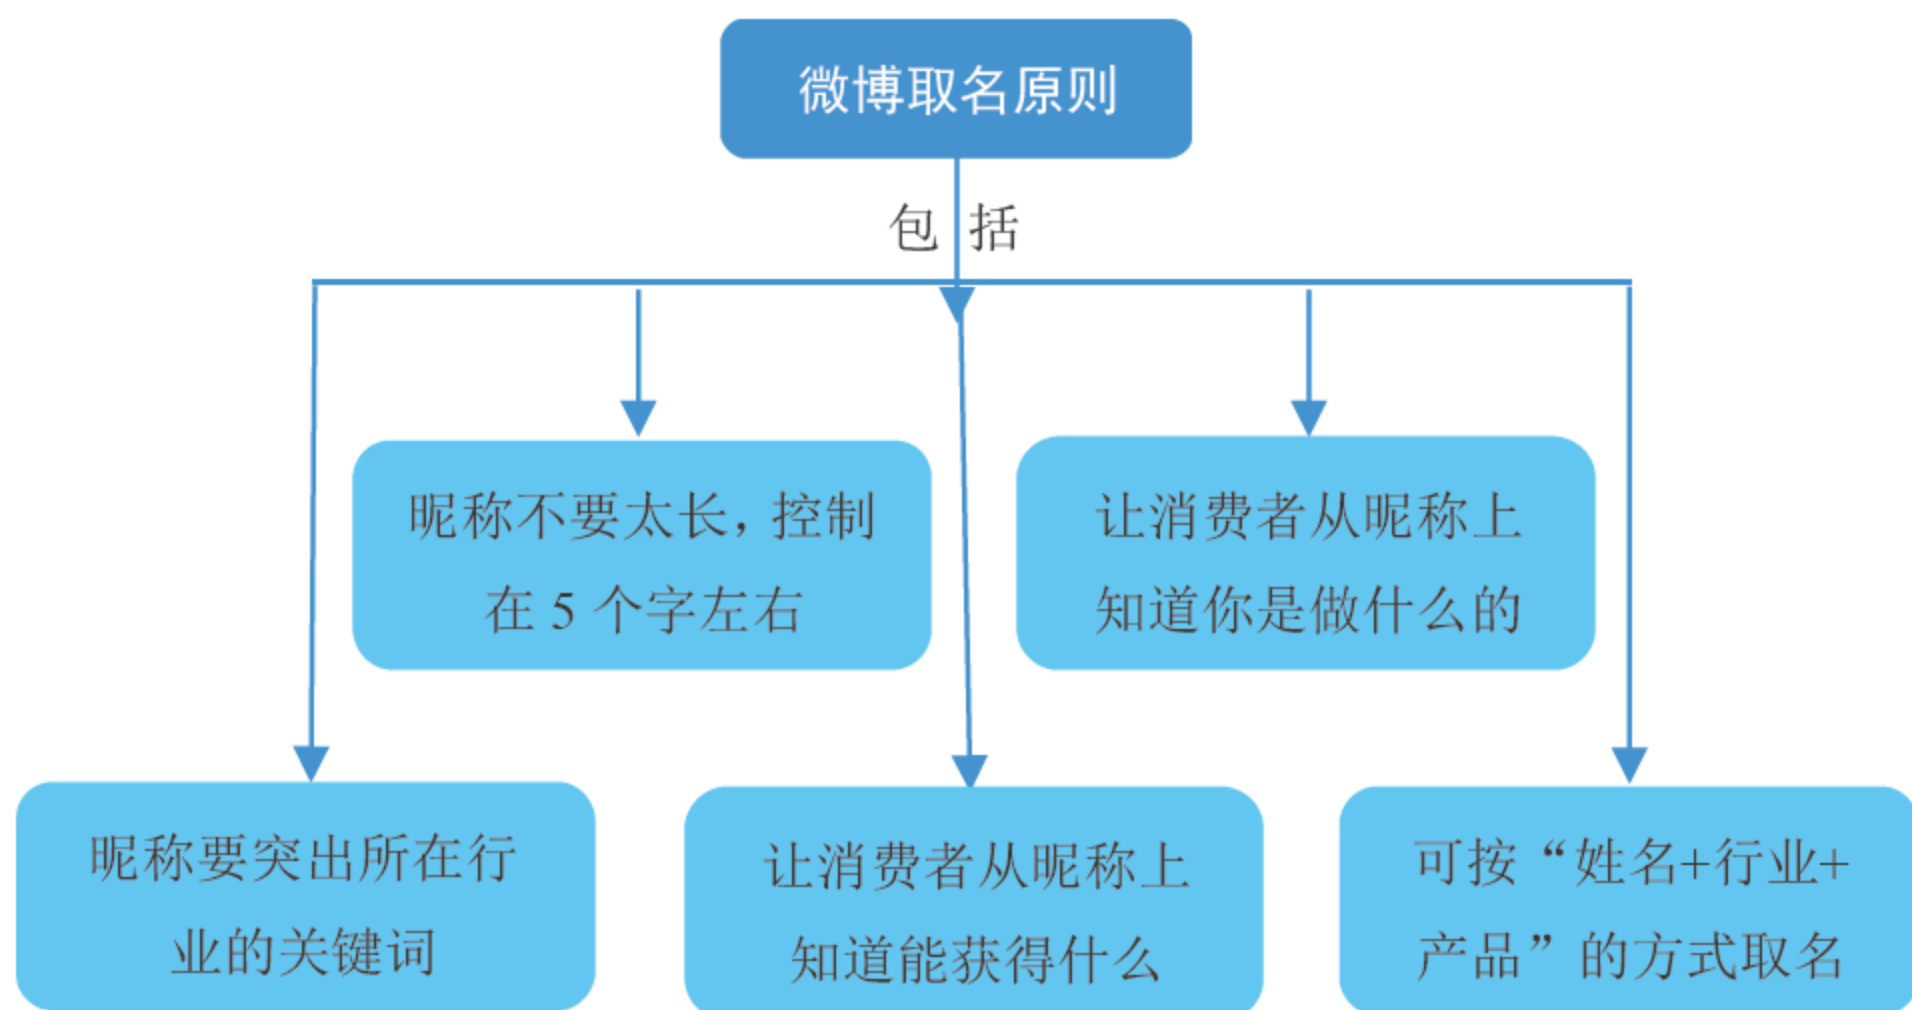 微博取名原则
包括
昵称不要太长，控制
在 5 个字左右
让消费者从昵称上
知道你是做什么的
昵称要突出所在行
业的关键词
让消费者从昵称上
知道能获得什么
可按“姓名+行业+
产品”的方式取名